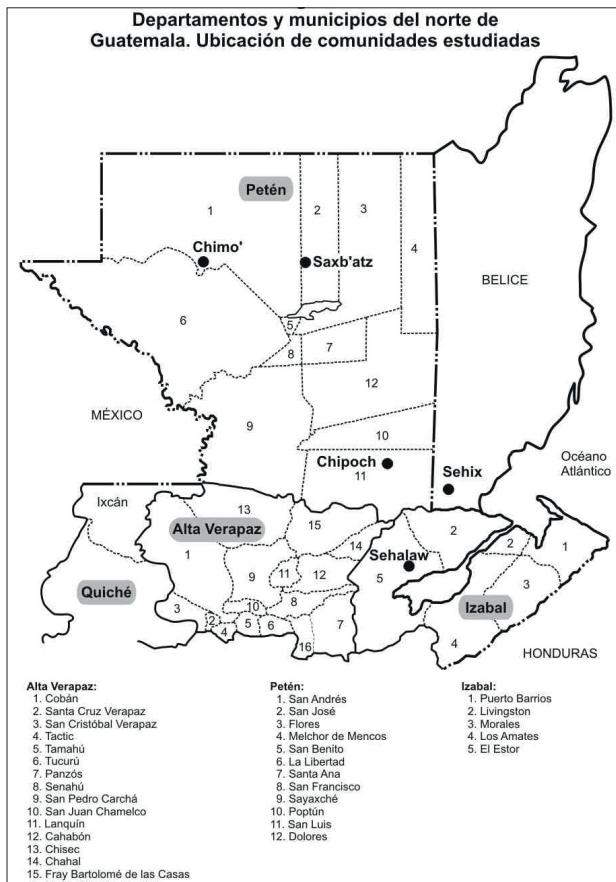 Departamentos y municipios del norte de
Guatemala. Ubicación de comunidades estudiadas
Petén
1
2
3
4
Chimo'
Saxb'atz
BELICE
6
5
8
7
12
MÉXICO
9
10
Chipoch
11
Sehix
Océano
Atlántico
Ixcán
13
15
Alta Verapaz
1
14
2
2
1
Sehalaw
9
11
12
5
3
Quiché
10
8
Izabal
3
2
4
5
6
7
4
16
HONDURAS
Alta Verapaz:
1. Cobán
2. Santa Cruz Verapaz
3. San Cristóbal Verapaz
4. Tactic
5. Tamahú
6. Tucurú
7. Panzós
8. Senahú
9. San Pedro Carchá
10. San Juan Chamelco
11. Lanquín
12. Cahabón
13. Chisec
14. Chahal
15. Fray Bartolomé de las Casas
Petén:
1. San Andrés
2. San José
3. Flores
4. Melchor de Mencos
5. San Benito
6. La Libertad
7. Santa Ana
8. San Francisco
9. Sayaxché
10. Poptún
11. San Luis
12. Dolores
Izabal:
1. Puerto Barrios
2. Livingston
3. Morales
4. Los Amates
5. El Estor